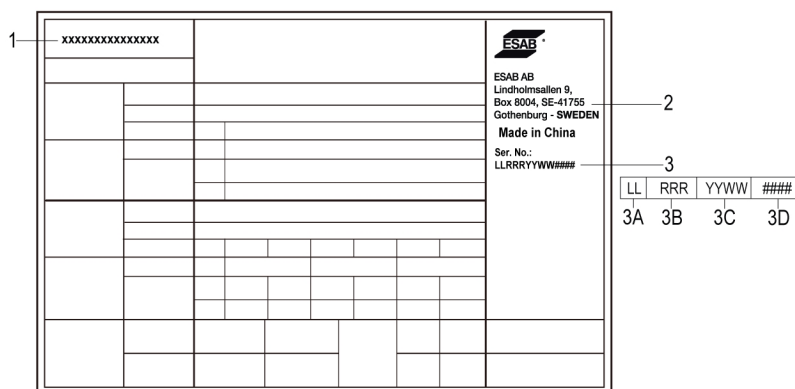 1
xxxxxxxxxxxxxxx
ESAB
ESAB AB
Lindholmsallen 9,
Box 8004, SE-41755
Gothenburg - SWEDEN
2
Made in China
Ser. No.:
LLRRRYYWW####
3
LL RRR YYWW ####
3A 3B 3C 3D